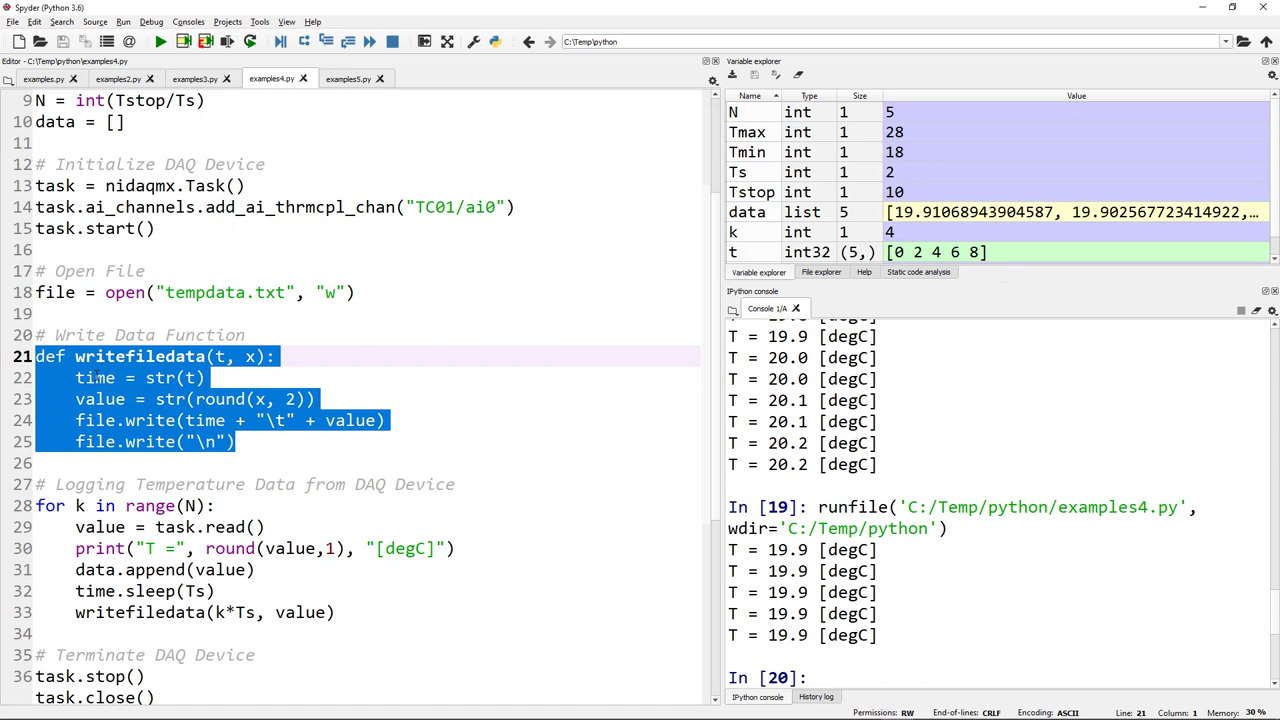 Spyder (Python 3.6)
File Edit Search Source Run Debug Consoles Projects Tools View Help
C:\Temp\python
Editor - C:\Temp\python\examples4.py
examples.py examples2.py examples3.py examples4.py examples5.py
9 N = int(Tstop/Ts)
10 data = []
11
12 # Initialize DAQ Device
13 task = nidaqmx.Task()
14 task.ai_channels.add_ai_thrmcpl_chan("TC01/ai0")
15 task.start()
16
17 # Open File
18 file = open("tempdata.txt", "w")
19
20 # Write Data Function
21 def writefiledata(t, x):
22 time = str(t)
23 value = str(round(x, 2))
24 file.write(time + "\t" + value)
25 file.write("\n")
26
27 # Logging Temperature Data from DAQ Device
28 for k in range(N):
29 value = task.read()
30 print("T =", round(value,1), "[degC]")
31 data.append(value)
32 time.sleep(Ts)
33 writefiledata(k*Ts, value)
34
35 # Terminate DAQ Device
36 task.stop()
task.close()
Variable explorer
Name Type Size Value
N int 1 5
Tmax int 1 28
Tmin int 1 18
Ts int 1 2
Tstop int 1 10
data list 5 [19.91068943904587, 19.902567723414922,…
k int 1 4
t int32 (5,) [0 2 4 6 8]
Variable explorer File explorer Help Static code analysis
IPython console
Console 1/A
T = 19.9 [degC]
T = 20.0 [degC]
T = 20.0 [degC]
T = 20.1 [degC]
T = 20.1 [degC]
T = 20.2 [degC]
T = 20.2 [degC]
In [19]: runfile('C:/Temp/python/examples4.py',
wdir='C:/Temp/python')
T = 19.9 [degC]
T = 19.9 [degC]
T = 19.9 [degC]
T = 19.9 [degC]
T = 19.9 [degC]
In [20]:
IPython console History log
Permissions: RW End-of-lines: CRLF Encoding: ASCII Line: 21 Column: 1 Memory: 30 %